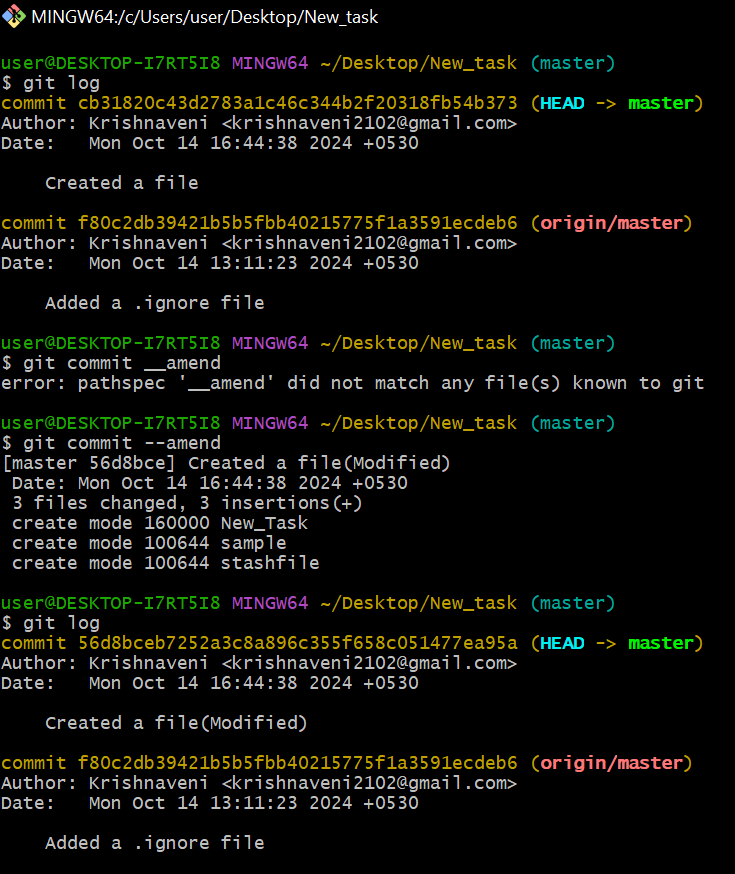 MINGW64:/c/Users/user/Desktop/New_task
user@DESKTOP-I7RT5I8 MINGW64 ~/Desktop/New_task (master)
$ git log
commit cb31820c43d2783a1c46c344b2f20318fb54b373 (HEAD -> master)
Author: Krishnaveni <krishnaveni2102@gmail.com>
Date:   Mon Oct 14 16:44:38 2024 +0530
    Created a file
commit f80c2db39421b5b5fbb40215775f1a3591ecdeb6 (origin/master)
Author: Krishnaveni <krishnaveni2102@gmail.com>
Date:   Mon Oct 14 13:11:23 2024 +0530
    Added a .ignore file
user@DESKTOP-I7RT5I8 MINGW64 ~/Desktop/New_task (master)
$ git commit __amend
error: pathspec '__amend' did not match any file(s) known to git
user@DESKTOP-I7RT5I8 MINGW64 ~/Desktop/New_task (master)
$ git commit --amend
[master 56d8bce] Created a file(Modified)
 Date: Mon Oct 14 16:44:38 2024 +0530
 3 files changed, 3 insertions(+)
 create mode 160000 New_Task
 create mode 100644 sample
 create mode 100644 stashfile
user@DESKTOP-I7RT5I8 MINGW64 ~/Desktop/New_task (master)
$ git log
commit 56d8bceb7252a3c8a896c355f658c051477ea95a (HEAD -> master)
Author: Krishnaveni <krishnaveni2102@gmail.com>
Date:   Mon Oct 14 16:44:38 2024 +0530
    Created a file(Modified)
commit f80c2db39421b5b5fbb40215775f1a3591ecdeb6 (origin/master)
Author: Krishnaveni <krishnaveni2102@gmail.com>
Date:   Mon Oct 14 13:11:23 2024 +0530
    Added a .ignore file